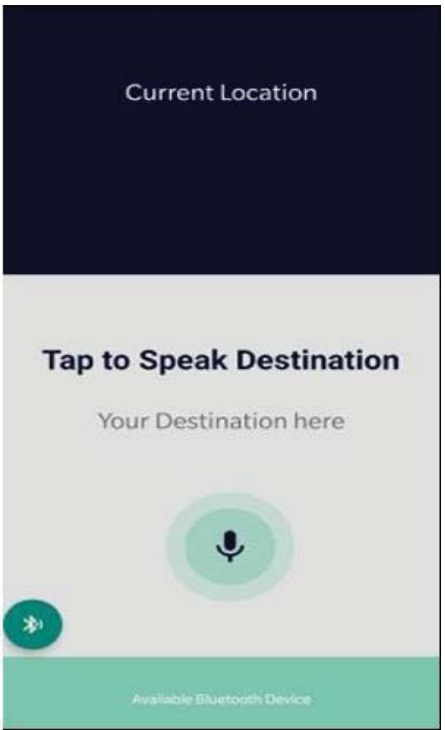 Current Location
Tap to Speak Destination
Your Destination here
Available Bluetooth Device